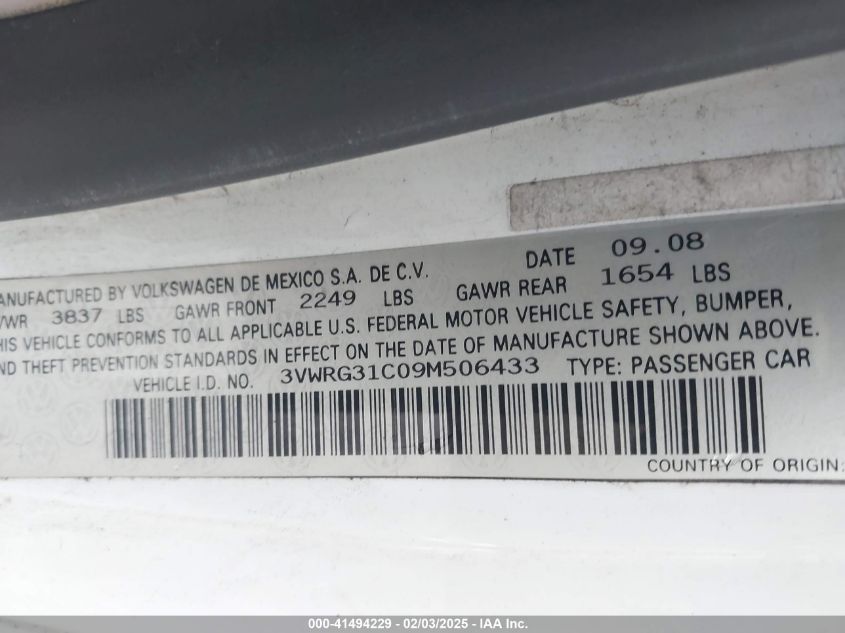 DATE 09.08
ANUFACTURED BY VOLKSWAGEN DE MEXICO S.A. DE C.V.
VWR 3837 LBS GAWR FRONT 2249 LBS GAWR REAR 1654 LBS
HIS VEHICLE CONFORMS TO ALL APPLICABLE U.S. FEDERAL MOTOR VEHICLE SAFETY, BUMPER,
ND THEFT PREVENTION STANDARDS IN EFFECT ON THE DATE OF MANUFACTURE SHOWN ABOVE.
VEHICLE I.D. NO. 3VWRG31C09M506433 TYPE: PASSENGER CAR
COUNTRY OF ORIGIN:
000-41494229 - 02/03/2025 - IAA Inc.